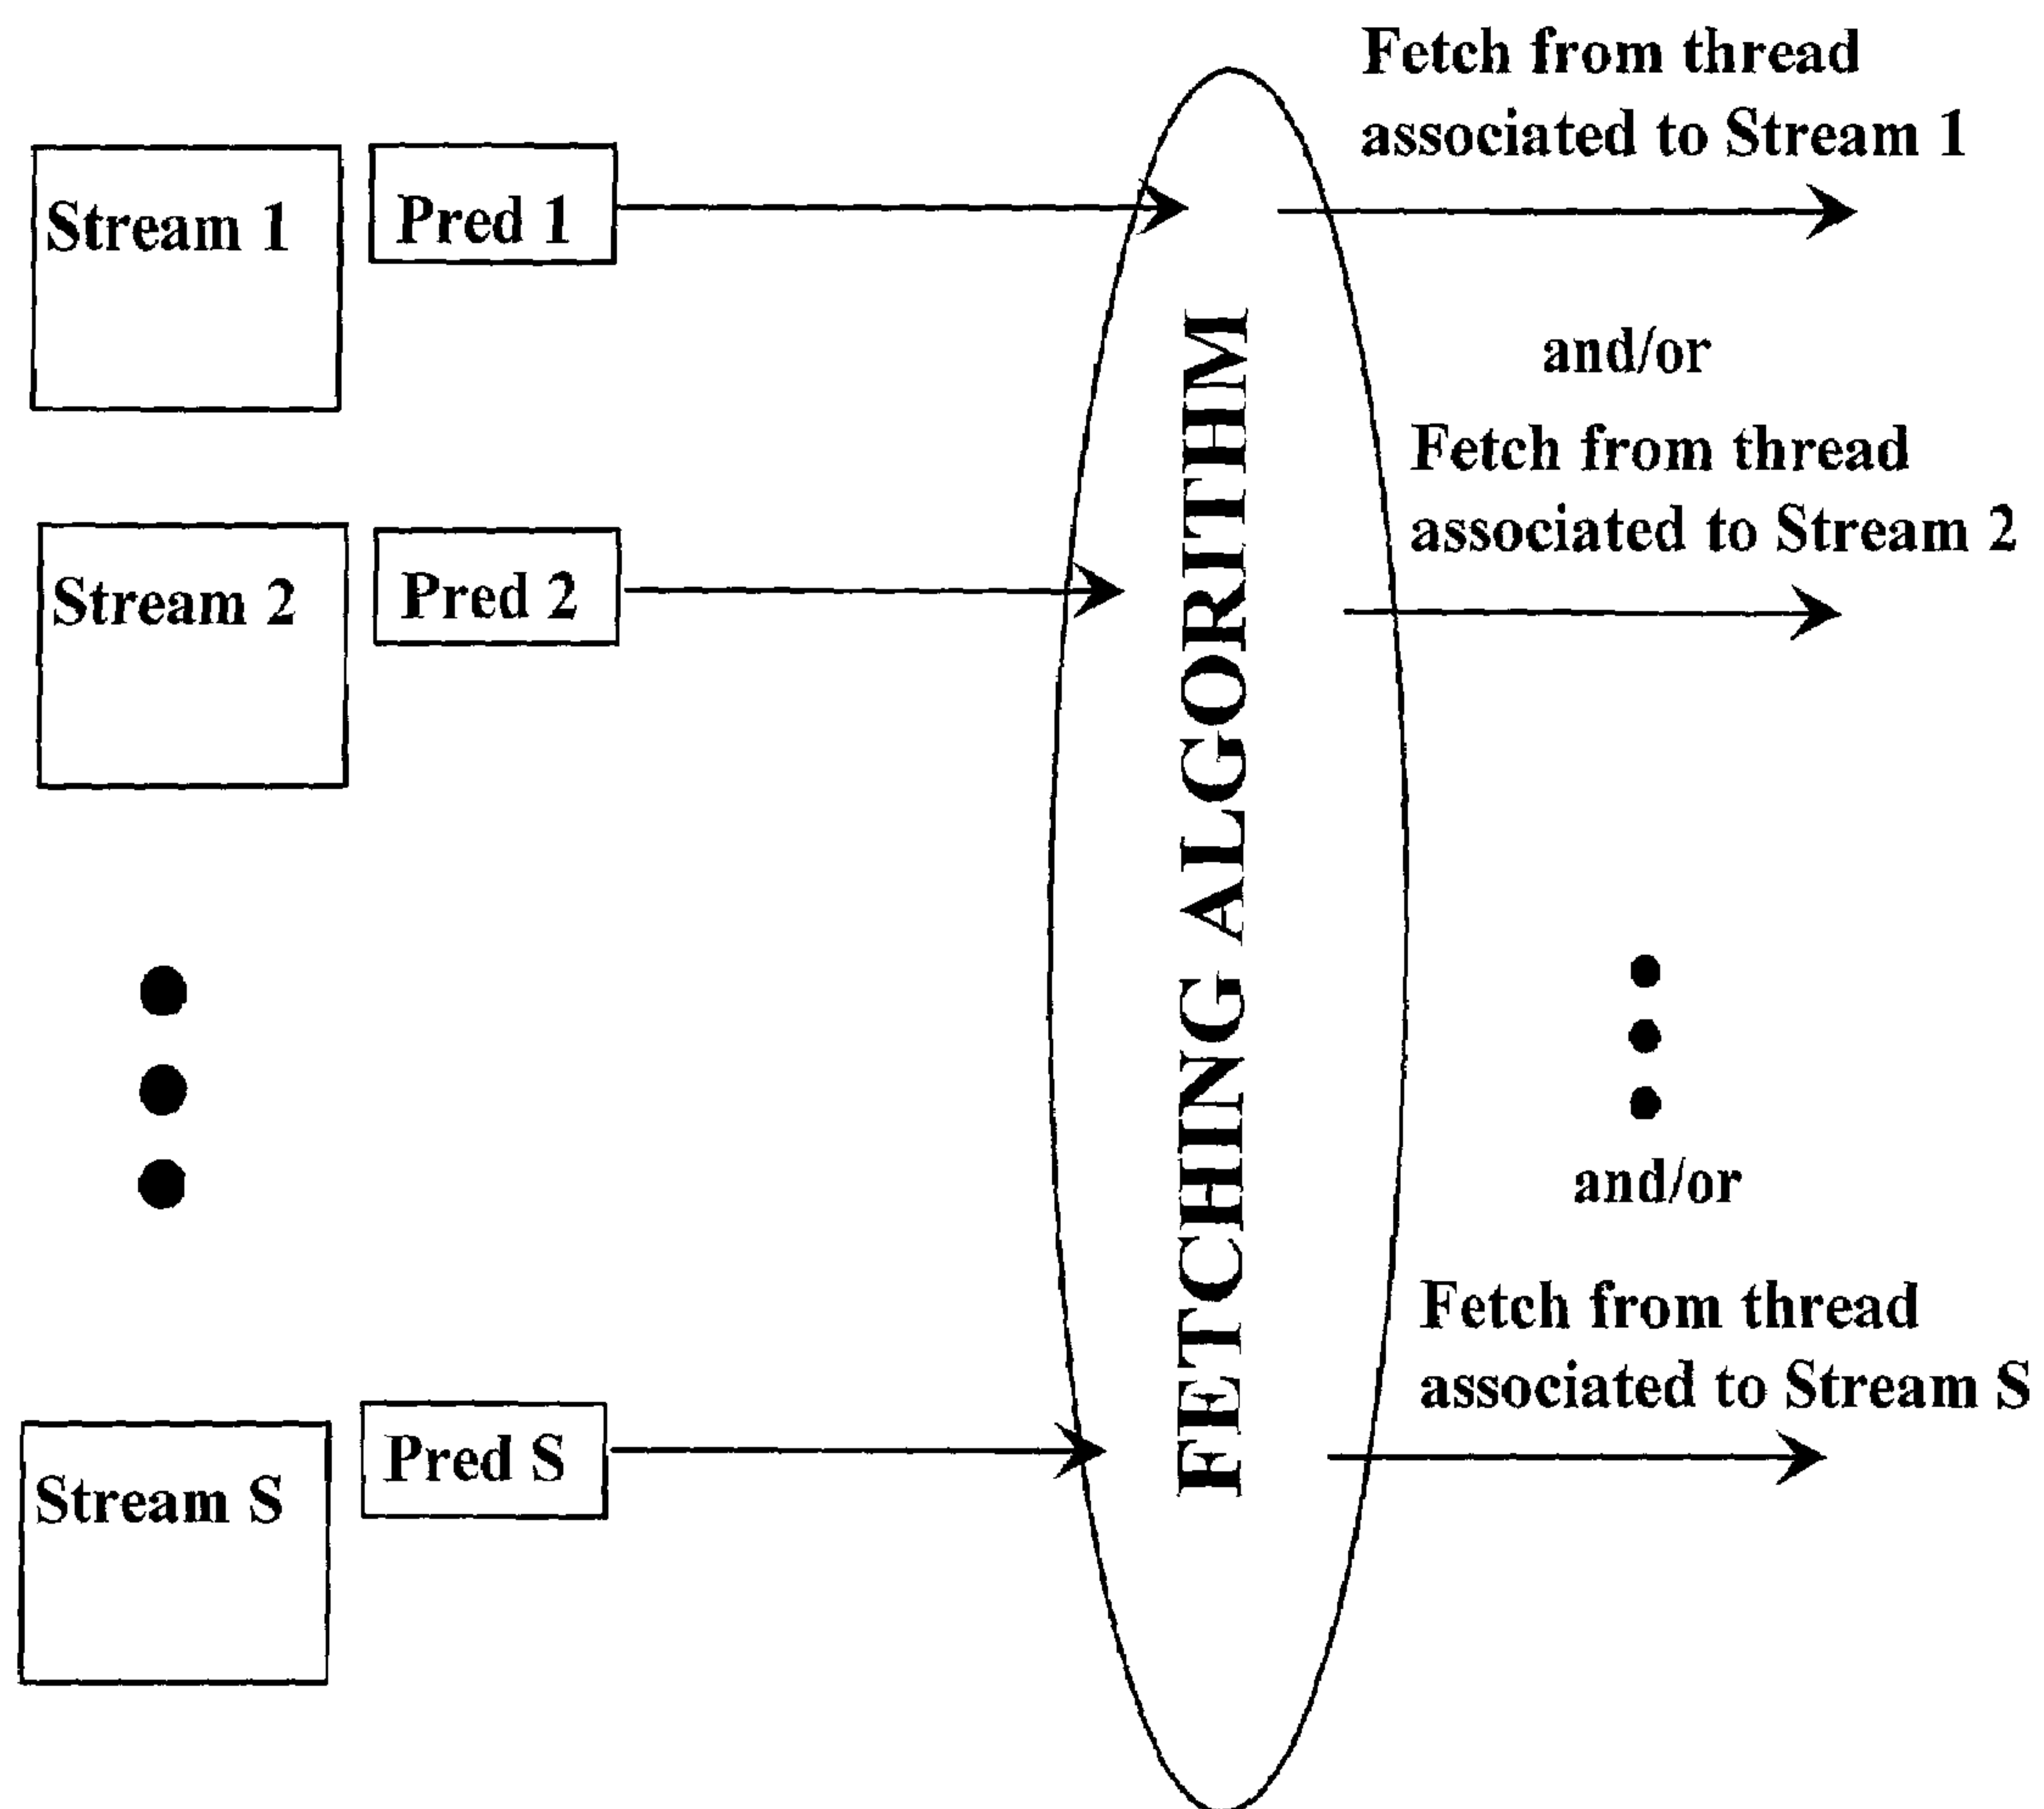 Stream 1
Pred 1
Fetch from thread
associated to Stream 1
and/or
Stream 2
Pred 2
Fetch from thread
associated to Stream 2
FETCHING ALGORITHM
and/or
Stream S
Pred S
Fetch from thread
associated to Stream S